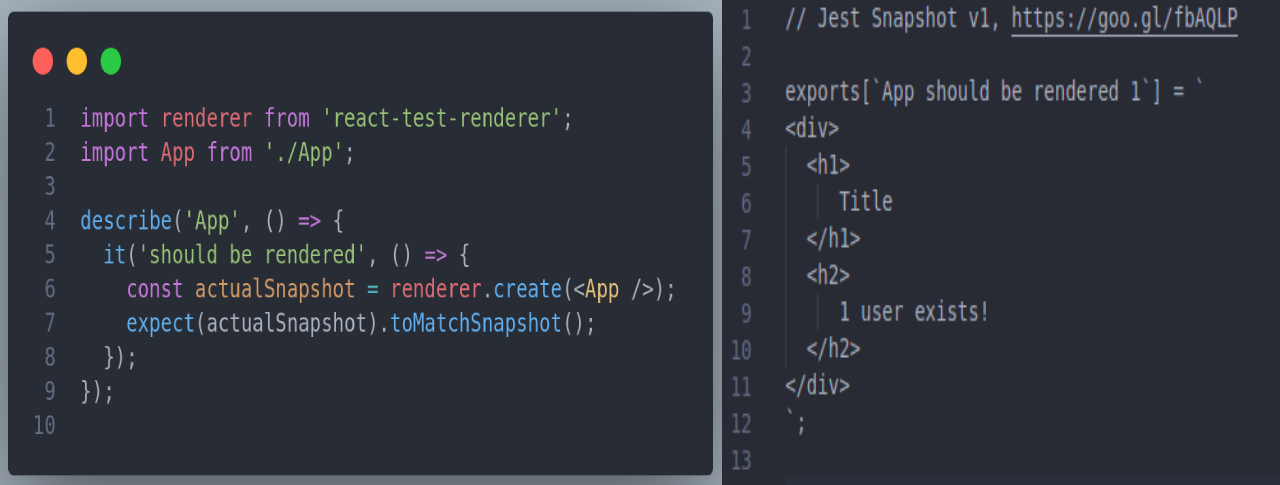 1 import renderer from 'react-test-renderer';
2 import App from './App';
3
4 describe('App', () => {
5   it('should be rendered', () => {
6     const actualSnapshot = renderer.create(<App />);
7     expect(actualSnapshot).toMatchSnapshot();
8   });
9 });
10
1 // Jest Snapshot v1, https://goo.gl/fbAQLP
2
3 exports[`App should be rendered 1`] = `
4 <div>
5   <h1>
6     Title
7   </h1>
8   <h2>
9     1 user exists!
10   </h2>
11 </div>
12 `;
13